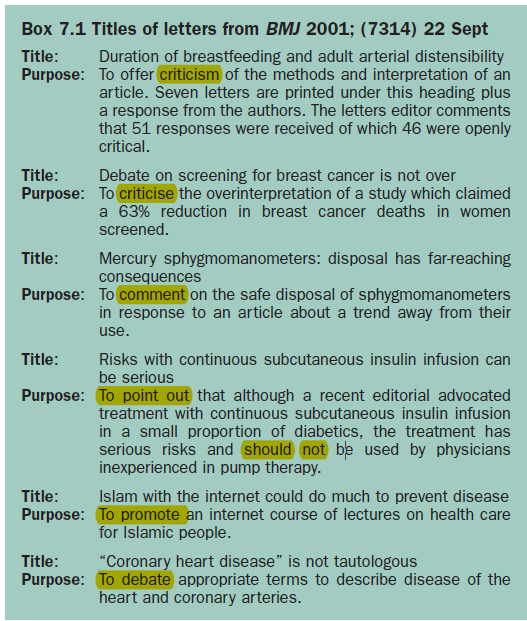 Box 7.1 Titles of letters from BMJ 2001; (7314) 22 Sept
Title: Duration of breastfeeding and adult arterial distensibility
Purpose: To offer criticism of the methods and interpretation of an
article. Seven letters are printed under this heading plus
a response from the authors. The letters editor comments
that 51 responses were received of which 46 were openly
critical.
Title: Debate on screening for breast cancer is not over
Purpose: To criticise the overinterpretation of a study which claimed
a 63% reduction in breast cancer deaths in women
screened.
Title: Mercury sphygmomanometers: disposal has far-reaching
consequences
Purpose: To comment on the safe disposal of sphygmomanometers
in response to an article about a trend away from their
use.
Title: Risks with continuous subcutaneous insulin infusion can
be serious
Purpose: To point out that although a recent editorial advocated
treatment with continuous subcutaneous insulin infusion
in a small proportion of diabetics, the treatment has
serious risks and should not be used by physicians
inexperienced in pump therapy.
Title: Islam with the internet could do much to prevent disease
Purpose: To promote an internet course of lectures on health care
for Islamic people.
Title: “Coronary heart disease” is not tautologous
Purpose: To debate appropriate terms to describe disease of the
heart and coronary arteries.